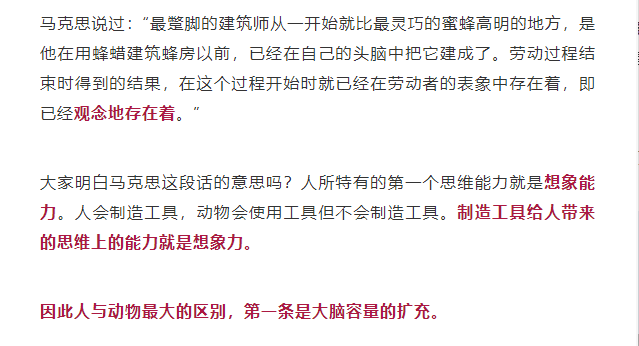 马克思说过：“最蹩脚的建筑师从一开始就比最灵巧的蜜蜂高明的地方，是
他在用蜂蜡建筑蜂房以前，已经在自己的头脑中把它建成了。劳动过程结
束时得到的结果，在这个过程开始时就已经在劳动者的表象中存在着，即
已经观念地存在着。”
大家明白马克思这段话的意思吗？人所特有的第一个思维能力就是想象能
力。人会制造工具，动物会使用工具但不会制造工具。制造工具给人带来
的思维上的能力就是想象力。
因此人与动物最大的区别，第一条是大脑容量的扩充。